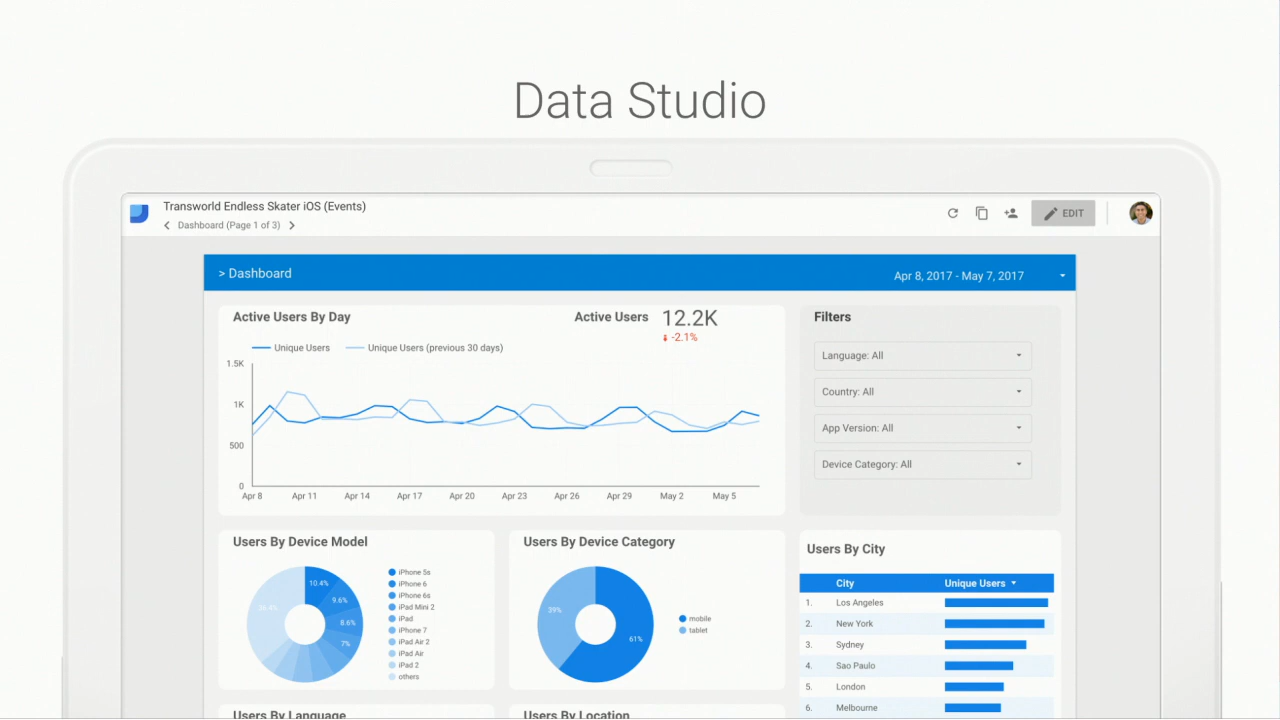 Data Studio
Transworld Endless Skater iOS (Events)
Dashboard (Page 1 of 3)
EDIT
> Dashboard
Apr 8, 2017 - May 7, 2017
Active Users By Day
Active Users
12.2K
-2.1%
Unique Users
Unique Users (previous 30 days)
1.5K
1K
500
0
Apr 8
Apr 11
Apr 14
Apr 17
Apr 20
Apr 23
Apr 26
Apr 29
May 2
May 5
Filters
Language: All
Country: All
App Version: All
Device Category: All
Users By Device Model
10.4%
9.6%
8.6%
7%
iPhone 5s
iPhone 6
iPhone 6s
iPad Mini 2
iPad
iPhone 7
iPad Air 2
iPad Air
iPad 2
others
Users By Device Category
39%
61%
mobile
tablet
Users By City
City
Unique Users
1. Los Angeles
2. New York
3. Sydney
4. Sao Paulo
5. London
6. Melbourne
Users By Language
Users By Location